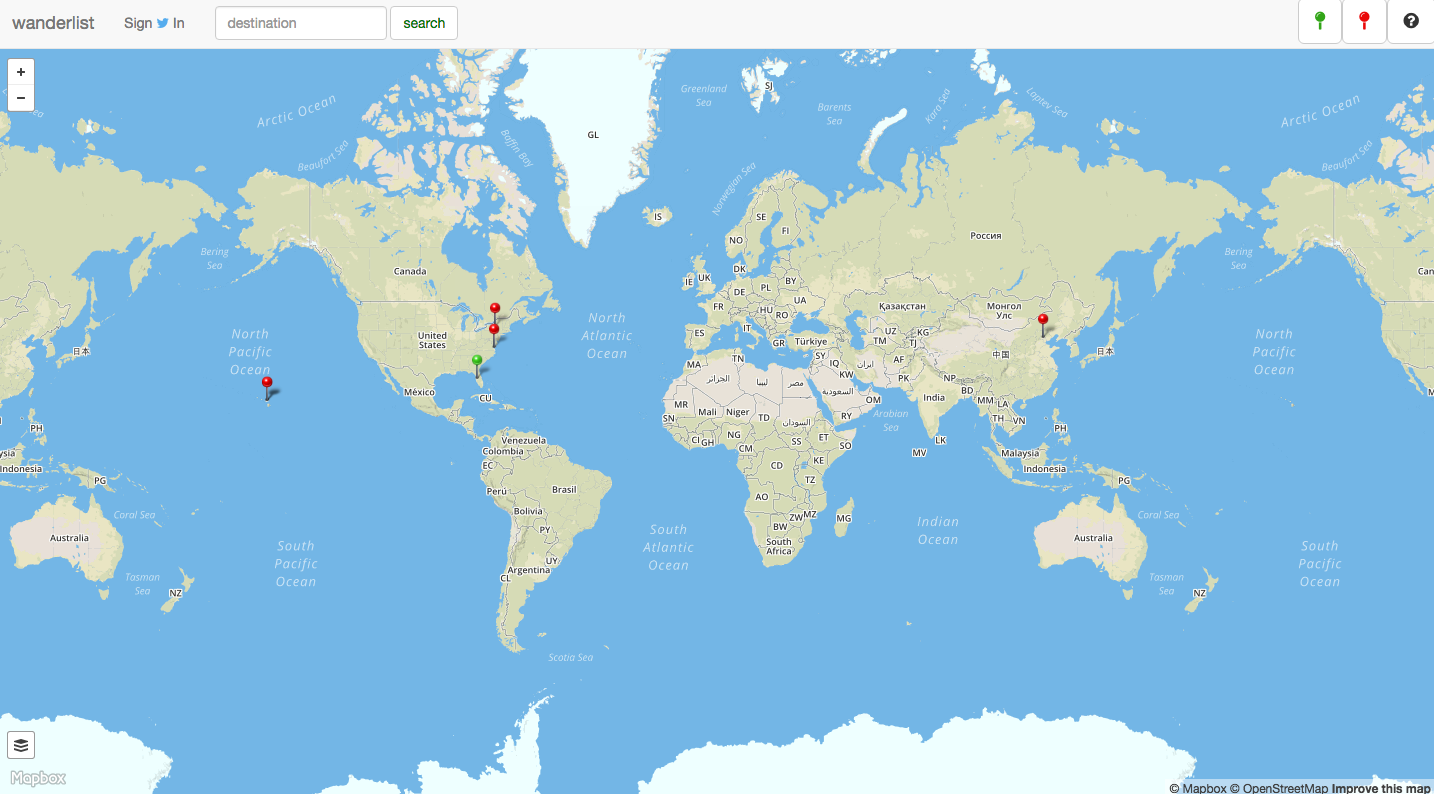 wanderlist
Sign In
destination
search
+
-
?
Arctic Ocean
Greenland
Sea
SJ
Barents
Sea
Kara Sea
Laptev Sea
Arctic Ocean
GL
Baffin Bay
Beaufort Sea
Beaufort Sea
Norwegian Sea
IS
SE
FI
NO
Россия
Bering
Sea
Bering
Sea
Canada
DK
IE
UK
DE
PL
BY
UA
FR
HU
RO
Қазақстан
Монгол
Улс
North
Atlantic
Ocean
North
Pacific
Ocean
North
Pacific
Ocean
United
States
ES
IT
GR
Türkiye
UZ
KG
TM
TJ
中国
日本
日本
MA
TN
SY
IQ
ایران
AF
PK
NP
BD
الجزائر
ليبيا
مصر
KW
السعودية
OM
México
CU
MR
Mali
Niger
TD
السودان
RY
Arabian
Sea
India
MM
LA
TH
VN
SN
CI
GH
NG
CM
SS
ET
SO
PH
PH
LK
MV
Venezuela
Colombia
EC
Malaysia
ysia
Indonesia
Indonesia
CD
KE
TZ
PG
PG
Perú
Brasil
Bolivia
AO
ZW
MZ
MG
BW
PY
Coral Sea
Coral Sea
Australia
Australia
South
Pacific
Ocean
South
Atlantic
Ocean
Indian
Ocean
South
Pacific
Ocean
South
Africa
UY
Argentina
CL
Tasman
Sea
Tasman
Sea
NZ
NZ
Scotia Sea
Mapbox
© Mapbox © OpenStreetMap Improve this map